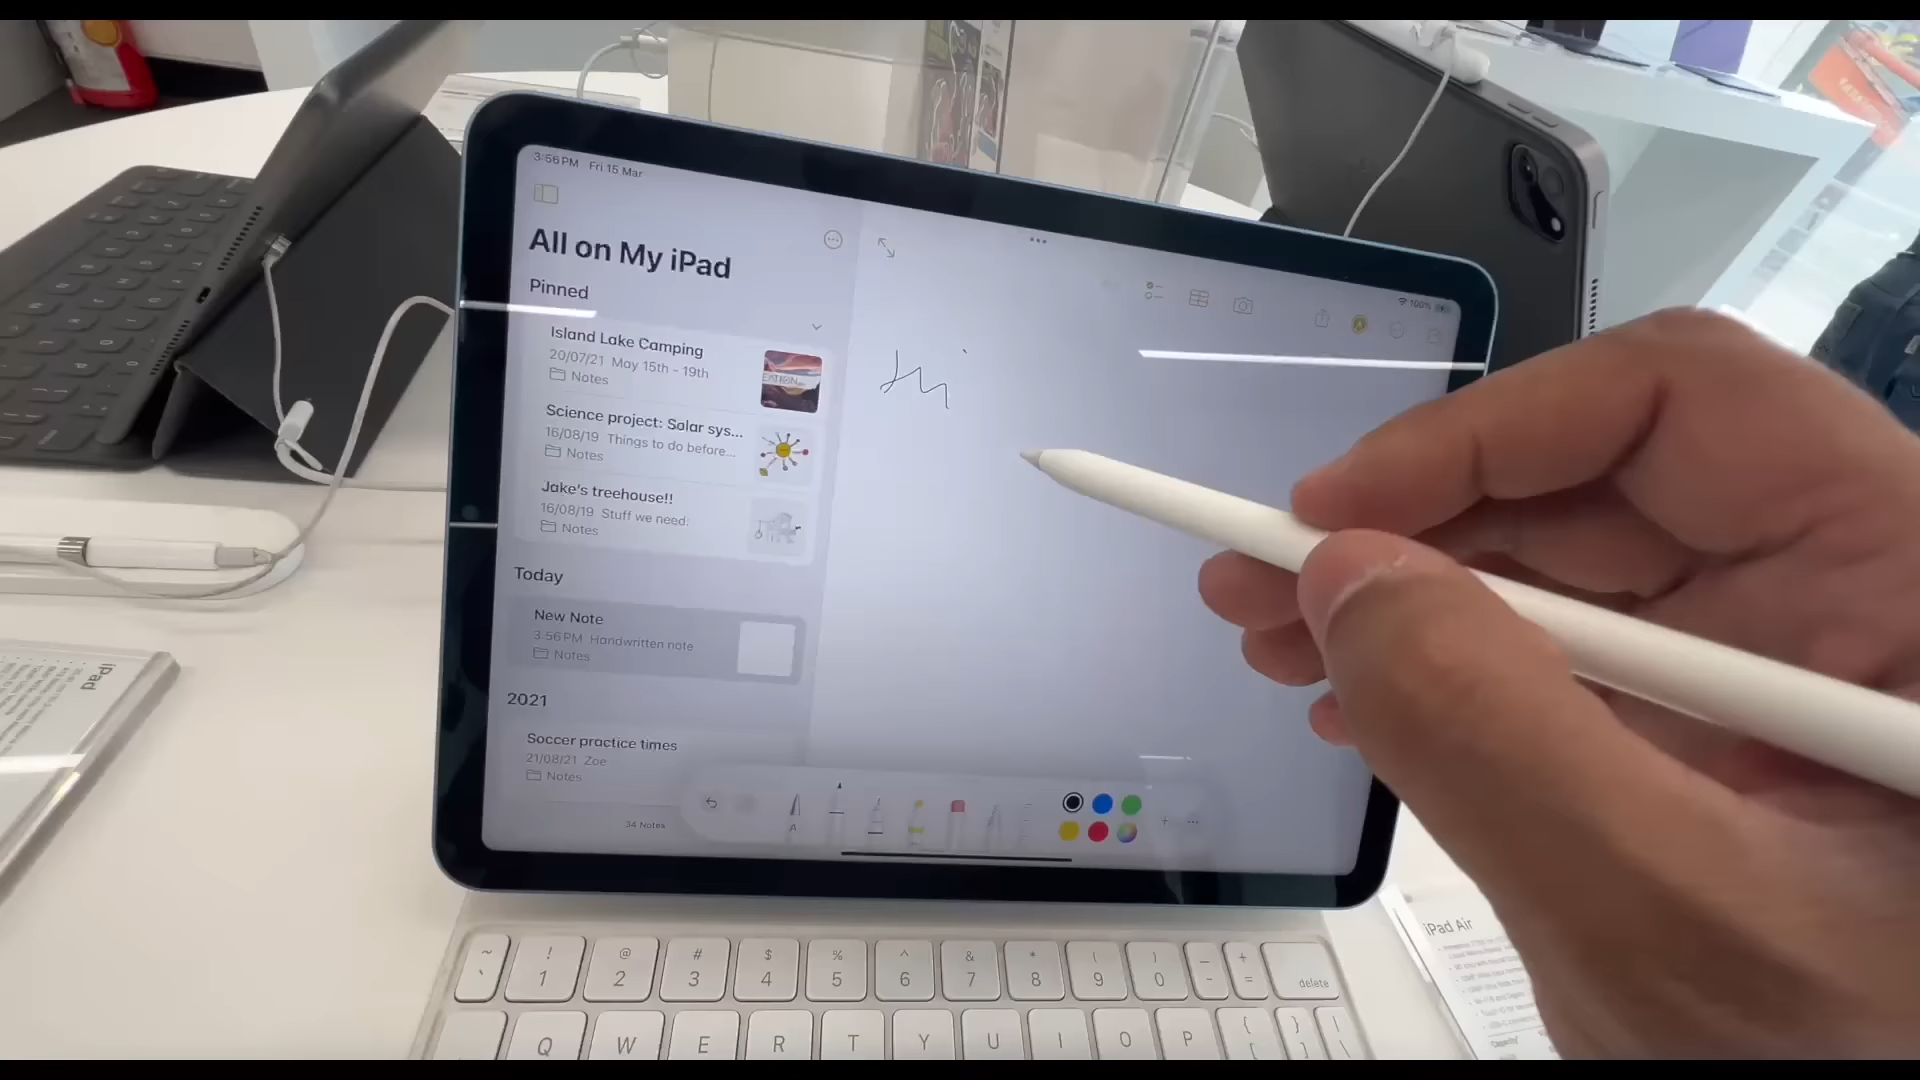 3:56 PM Fri 15 Mar
100%
All on My iPad
Pinned
Island Lake Camping
20/07/21 May 15th - 19th
Notes
Science project: Solar sys...
16/08/19 Things to do before...
Notes
Jake's treehouse!!
16/08/19 Stuff we need:
Notes
Today
New Note
3:56 PM Handwritten note
Notes
2021
Soccer practice times
21/08/21 Zoe
Notes
34 Notes
Hi
iPad
iPad Air
~ ! @ # $ % ^ & * ( ) _ +
` 1 2 3 4 5 6 7 8 9 0 - = delete
Q W E R T Y U I O P { [ } ] | \